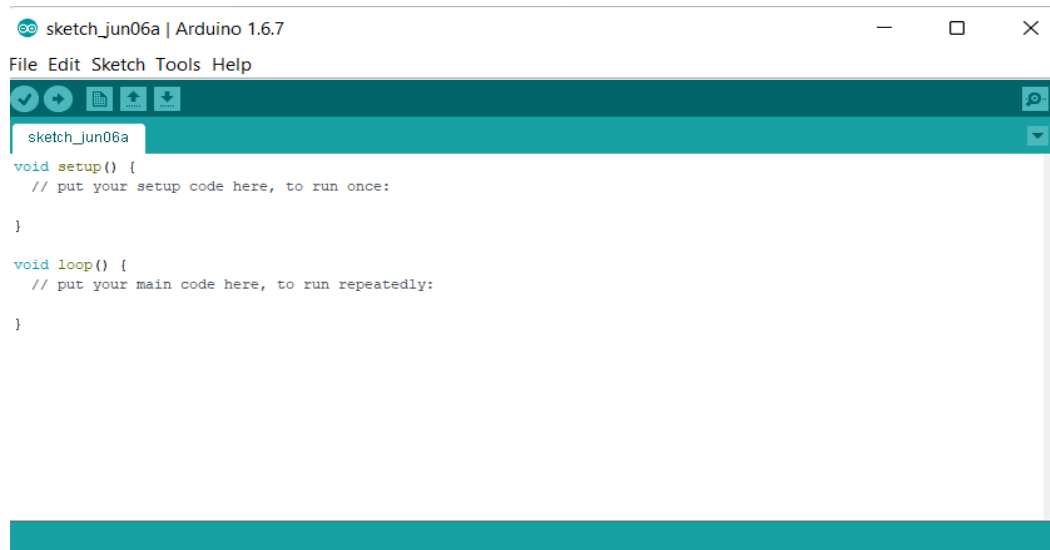 sketch_jun06a | Arduino 1.6.7
File Edit Sketch Tools Help
sketch_jun06a
void setup() {
  // put your setup code here, to run once:
}
void loop() {
  // put your main code here, to run repeatedly:
}